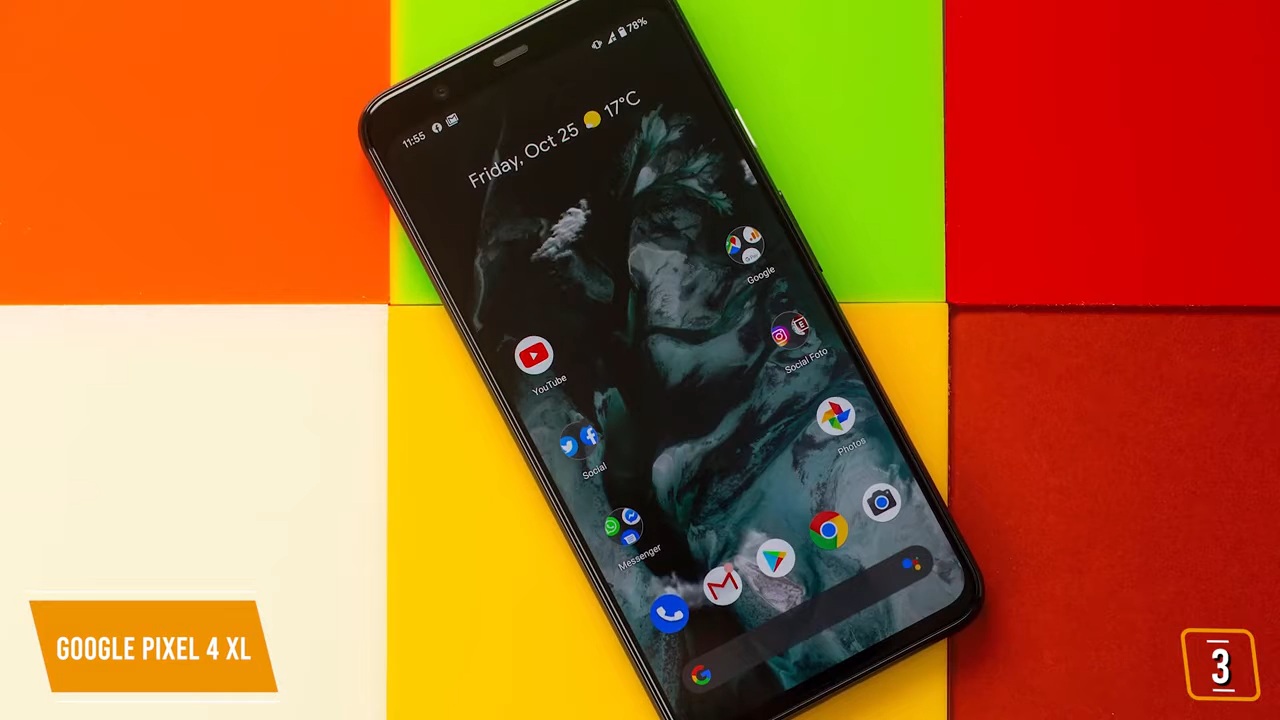 78%
11:55
Friday, Oct 25 17°C
Google
YouTube
Social Foto
Social
Photos
Messenger
GOOGLE PIXEL 4 XL
3